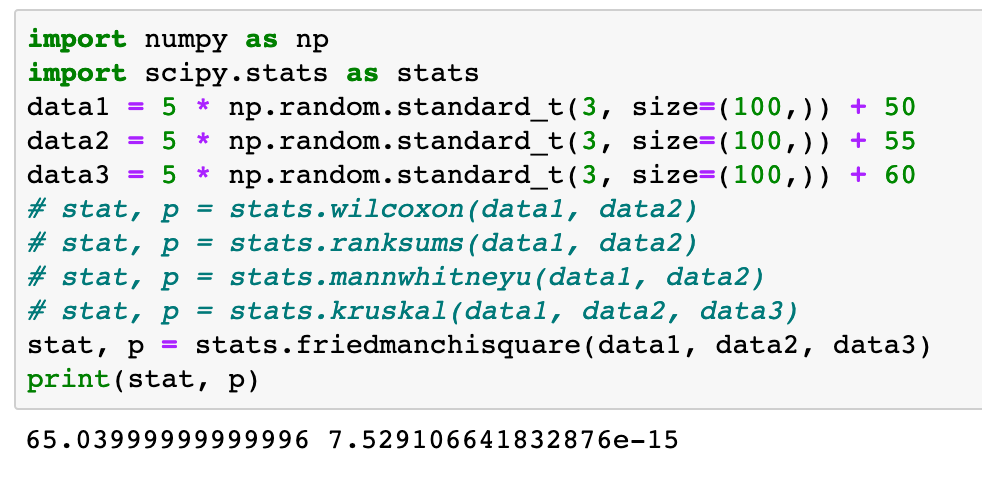 import numpy as np
import scipy.stats as stats
data1 = 5 * np.random.standard_t(3, size=(100,)) + 50
data2 = 5 * np.random.standard_t(3, size=(100,)) + 55
data3 = 5 * np.random.standard_t(3, size=(100,)) + 60
# stat, p = stats.wilcoxon(data1, data2)
# stat, p = stats.ranksums(data1, data2)
# stat, p = stats.mannwhitneyu(data1, data2)
# stat, p = stats.kruskal(data1, data2, data3)
stat, p = stats.friedmanchisquare(data1, data2, data3)
print(stat, p)
65.03999999999996 7.529106641832876e-15